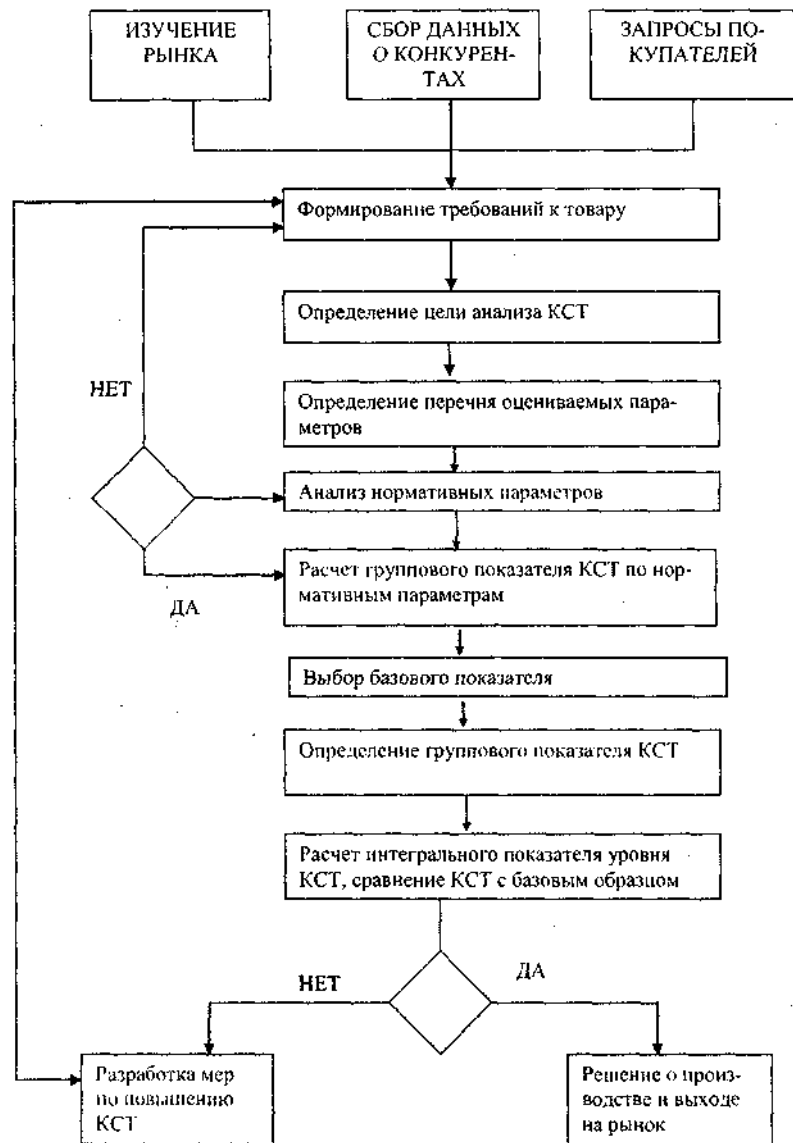 ИЗУЧЕНИЕ
РЫНКА
СБОР ДАННЫХ
О КОНКУРЕН-
ТАХ
ЗАПРОСЫ ПО-
КУПАТЕЛЕЙ
Формирование требований к товару
Определение цели анализа КСТ
НЕТ
Определение перечня оцениваемых пара-
метров
Анализ нормативных параметров
Расчет группового показателя КСТ по нор-
мативным параметрам
ДА
Выбор базового показателя
Определение группового показателя КСТ
Расчет интегрального показателя уровня
КСТ, сравнение КСТ с базовым образцом
НЕТ
ДА
Разработка мер
по повышению
КСТ
Решение о произ-
водстве и выходе
на рынок